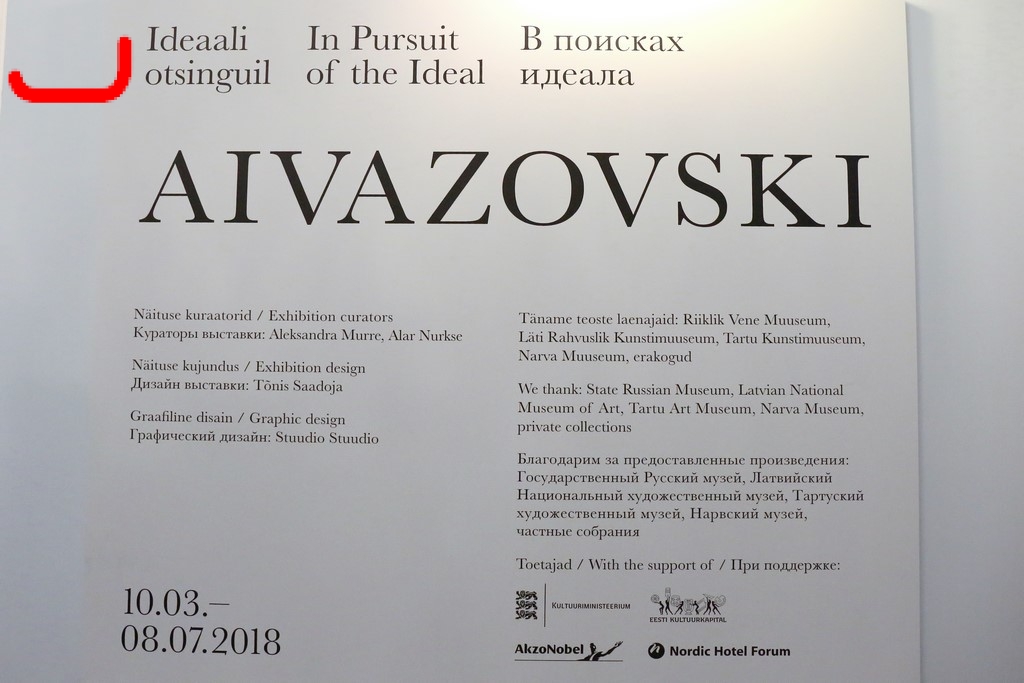 Ideaali
otsinguil
In Pursuit
of the Ideal
В поисках
идеала
AIVAZOVSKI
Näituse kuraatorid / Exhibition curators
Кураторы выставки: Aleksandra Murre, Alar Nurkse
Näituse kujundus / Exhibition design
Дизайн выставки: Tõnis Saadoja
Graafiline disain / Graphic design
Графический дизайн: Stuudio Stuudio
10.03.–
08.07.2018
Täname teoste laenajaid: Riiklik Vene Muuseum,
Läti Rahvuslik Kunstimuuseum, Tartu Kunstimuuseum,
Narva Muuseum, erakogud
We thank: State Russian Museum, Latvian National
Museum of Art, Tartu Art Museum, Narva Museum,
private collections
Благодарим за предоставленные произведения:
Государственный Русский музей, Латвийский
Национальный художественный музей, Тартуский
художественный музей, Нарвский музей,
частные собрания
Toetajad / With the support of / При поддержке:
KULTUURIMINISTEERIUM
EESTI KULTUURKAPITAL
AkzoNobel
Nordic Hotel Forum